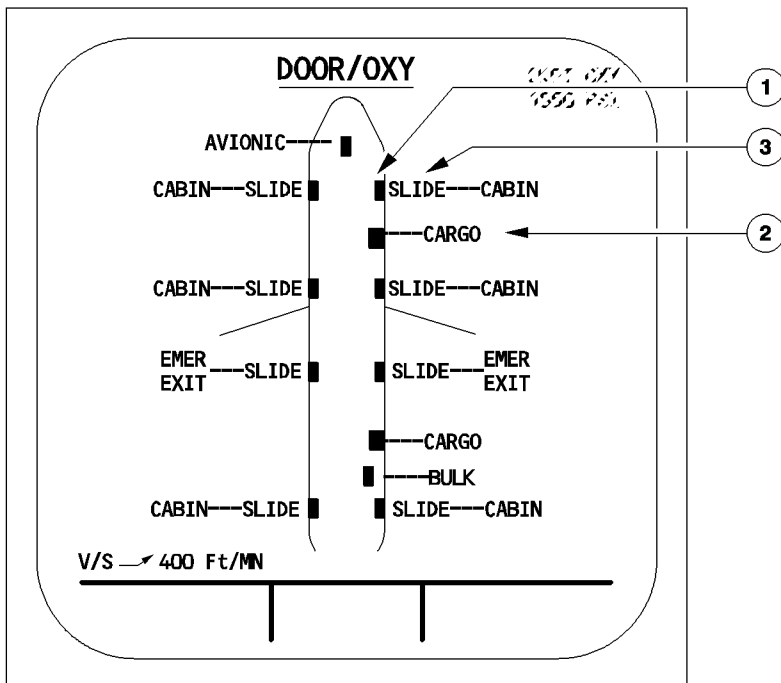 DOOR/OXY
1
AVIONIC----
3
CABIN---SLIDE SLIDE---CABIN
----CARGO
2
CABIN---SLIDE SLIDE---CABIN
EMER EXIT---SLIDE SLIDE---EMER EXIT
----CARGO
----BULK
CABIN---SLIDE SLIDE---CABIN
V/S 400 Ft/MN